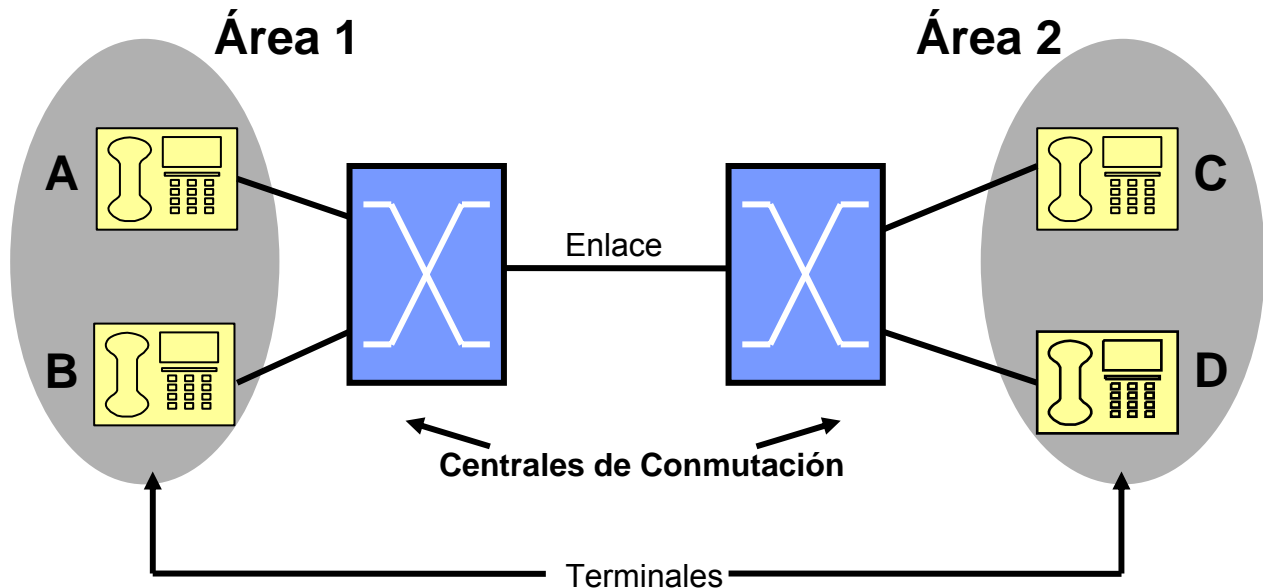 Área 1
Área 2
A
C
Enlace
B
D
Centrales de Conmutación
Terminales